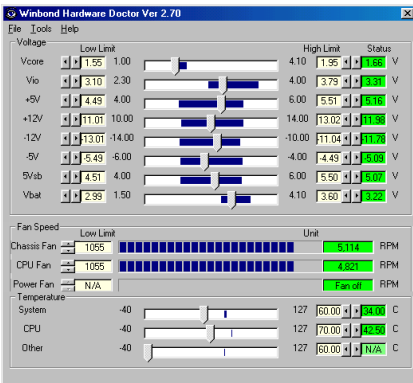 Winbond Hardware Doctor Ver 2.70
File Tools Help
Voltage
Low Limit High Limit Status
Vcore 1.55 1.00 4.10 1.95 1.66 V
Vio 3.10 2.30 4.00 3.79 3.31 V
+5V 4.49 4.00 6.00 5.51 5.16 V
+12V 11.01 10.00 14.00 13.02 11.98 V
-12V -13.01 -14.00 -10.00 -11.04 -11.78 V
-5V -5.49 -6.00 -4.00 -4.49 -5.09 V
5Vsb 4.51 4.00 6.00 5.50 5.07 V
Vbat 2.99 1.50 4.10 3.60 3.22 V
Fan Speed
Low Limit Unit
Chassis Fan 1055 5,114 RPM
CPU Fan 1055 4,821 RPM
Power Fan N/A Fan off RPM
Temperature
System -40 127 60.00 34.00 C
CPU -40 127 70.00 42.50 C
Other -40 127 60.00 N/A C